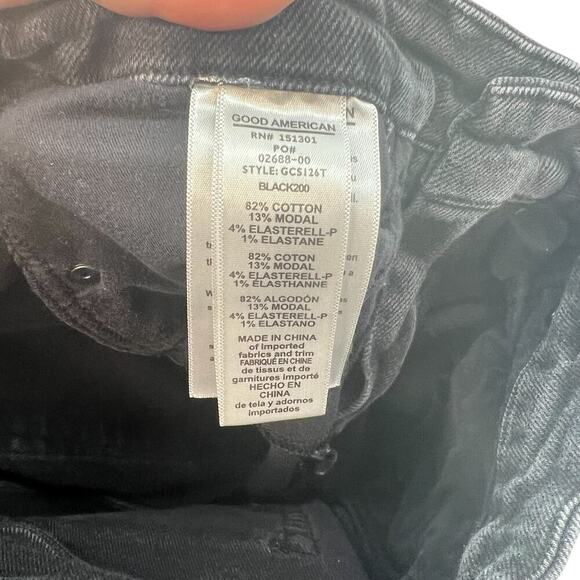 GOOD AMERICAN
RN# 151301
PO#
02688-00
STYLE: GCS126T
BLACK200
82% COTTON
13% MODAL
4% ELASTERELL-P
1% ELASTANE
82% COTON
13% MODAL
4% ELASTERELL-P
1% ÉLASTHANNE
82% ALGODÓN
13% MODAL
4% ELASTERELL-P
1% ELASTANO
MADE IN CHINA
of imported
fabrics and trim
FABRIQUÉ EN CHINE
de tissus et de
garnitures importé
HECHO EN
CHINA
de tela y adornos
importados